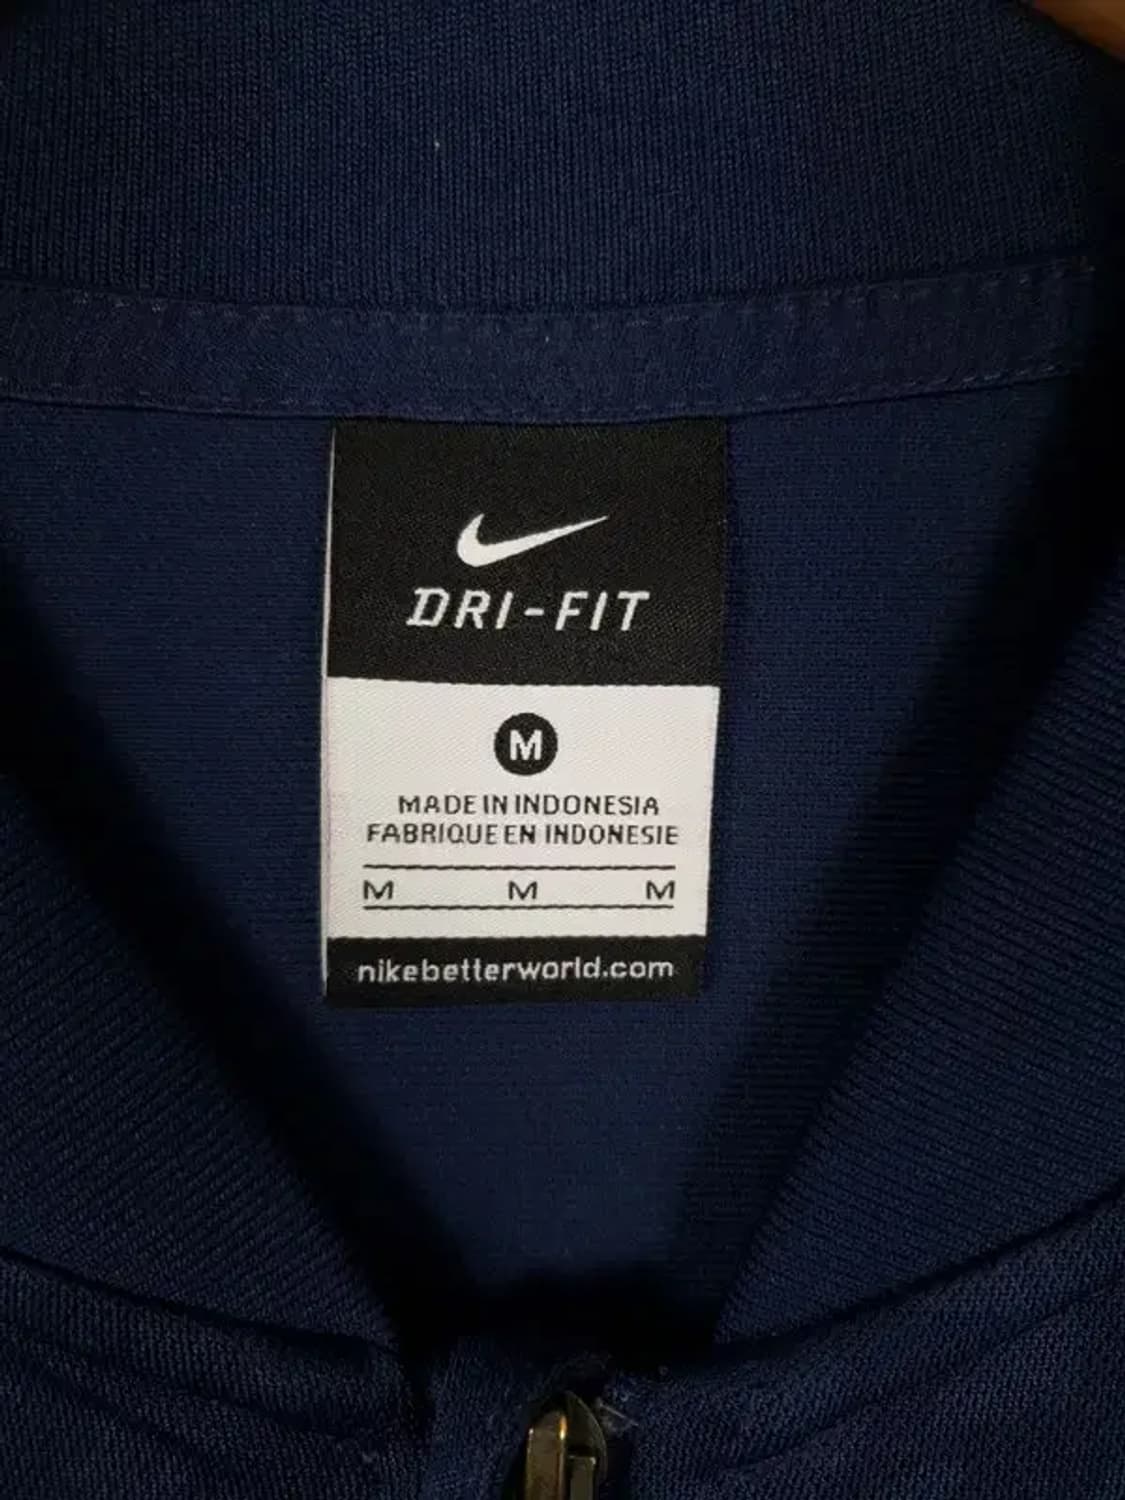 DRI-FIT
M
MADE IN INDONESIA
FABRIQUE EN INDONESIE
M M M
nikebetterworld.com